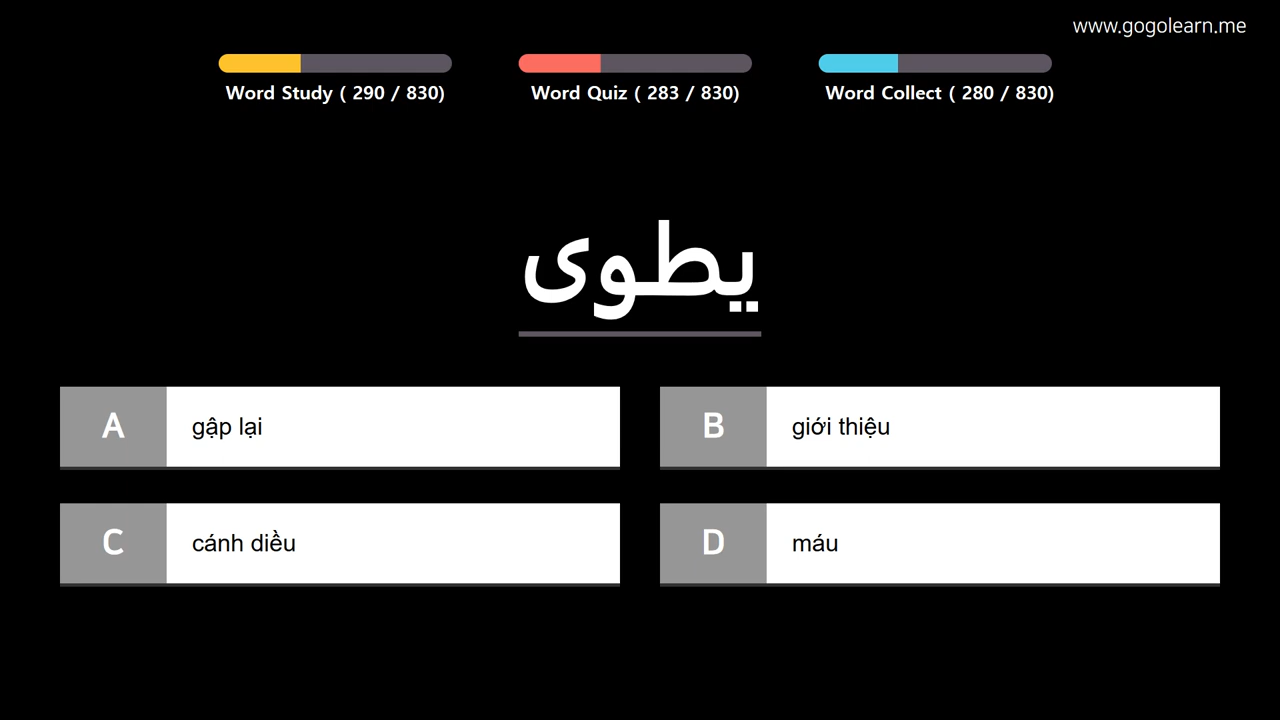 www.gogolearn.me
Word Study ( 290 / 830)
Word Quiz ( 283 / 830)
Word Collect ( 280 / 830)
يطوى
A gập lại
B giới thiệu
C cánh diều
D máu